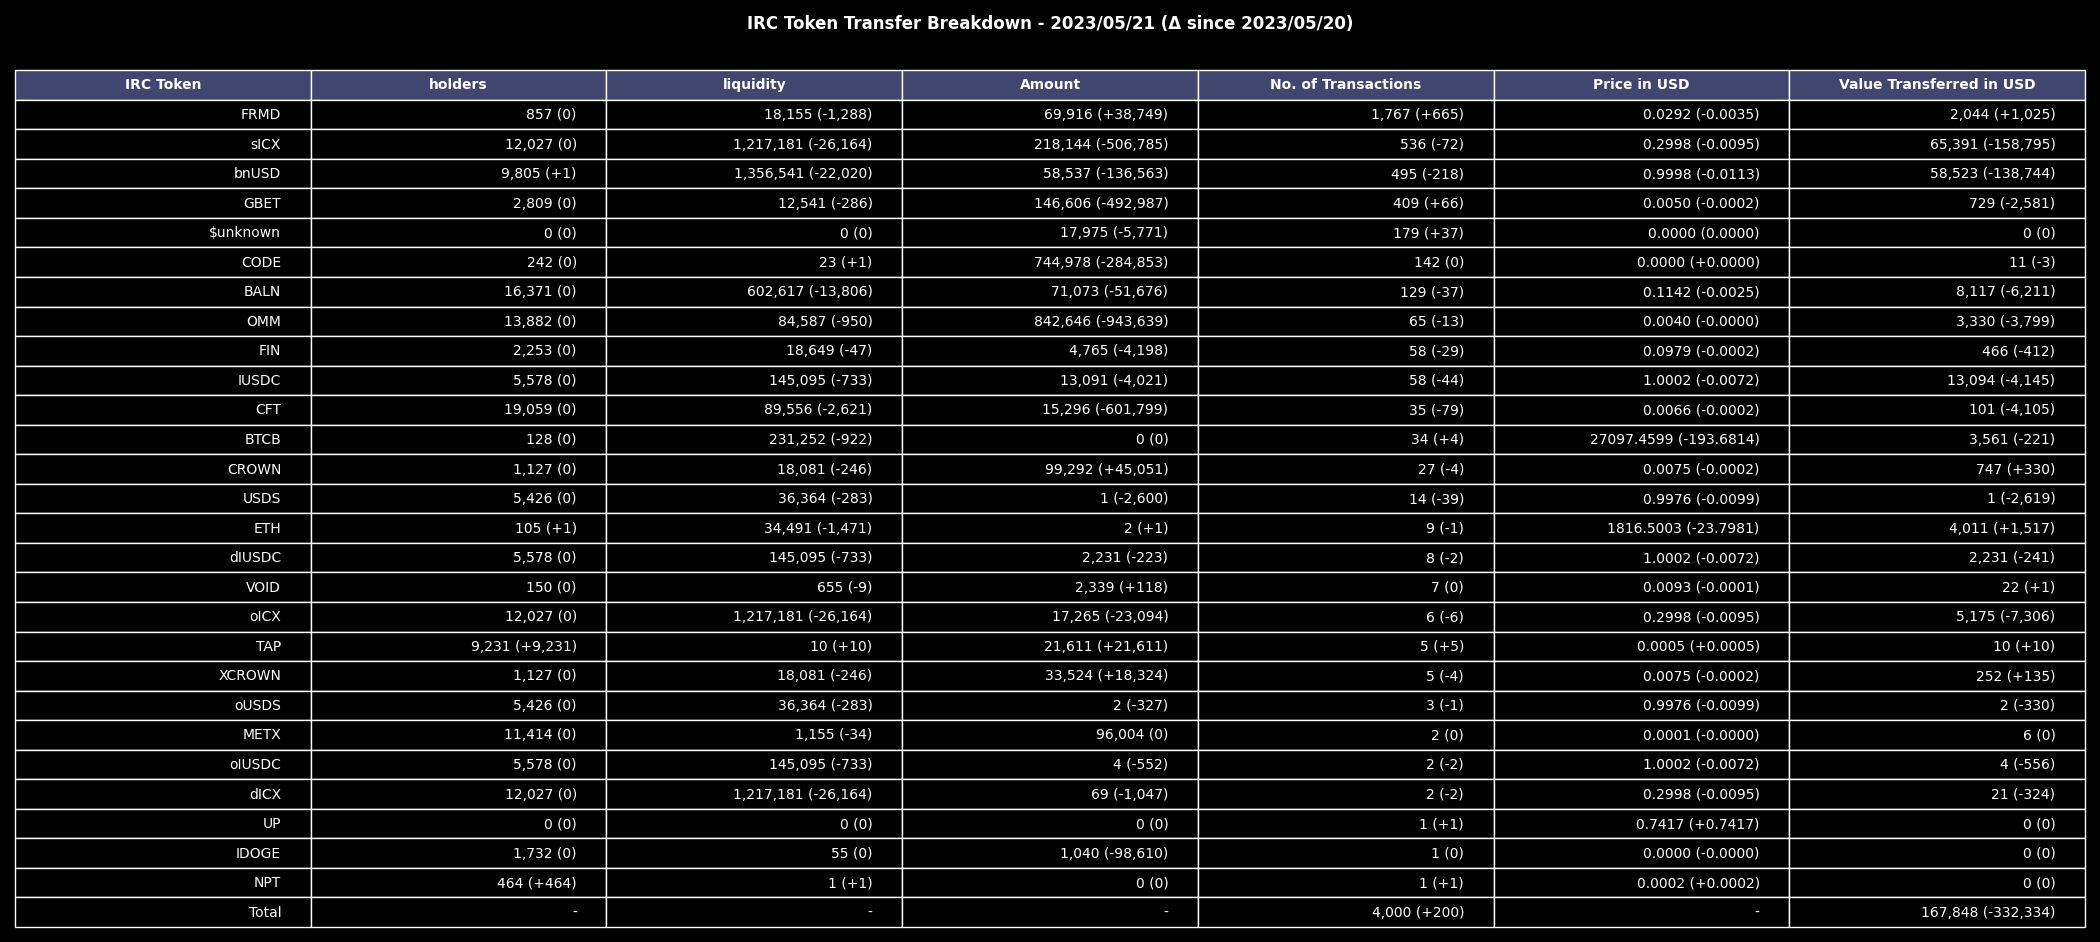 IRC Token Transfer Breakdown - 2023/05/21 (Δ since 2023/05/20)
IRC Token holders liquidity Amount No. of Transactions Price in USD Value Transferred in USD
FRMD 857 (0) 18,155 (-1,288) 69,916 (+38,749) 1,767 (+665) 0.0292 (-0.0035) 2,044 (+1,025)
sICX 12,027 (0) 1,217,181 (-26,164) 218,144 (-506,785) 536 (-72) 0.2998 (-0.0095) 65,391 (-158,795)
bnUSD 9,805 (+1) 1,356,541 (-22,020) 58,537 (-136,563) 495 (-218) 0.9998 (-0.0113) 58,523 (-138,744)
GBET 2,809 (0) 12,541 (-286) 146,606 (-492,987) 409 (+66) 0.0050 (-0.0002) 729 (-2,581)
$unknown 0 (0) 0 (0) 17,975 (-5,771) 179 (+37) 0.0000 (0.0000) 0 (0)
CODE 242 (0) 23 (+1) 744,978 (-284,853) 142 (0) 0.0000 (+0.0000) 11 (-3)
BALN 16,371 (0) 602,617 (-13,806) 71,073 (-51,676) 129 (-37) 0.1142 (-0.0025) 8,117 (-6,211)
OMM 13,882 (0) 84,587 (-950) 842,646 (-943,639) 65 (-13) 0.0040 (-0.0000) 3,330 (-3,799)
FIN 2,253 (0) 18,649 (-47) 4,765 (-4,198) 58 (-29) 0.0979 (-0.0002) 466 (-412)
IUSDC 5,578 (0) 145,095 (-733) 13,091 (-4,021) 58 (-44) 1.0002 (-0.0072) 13,094 (-4,145)
CFT 19,059 (0) 89,556 (-2,621) 15,296 (-601,799) 35 (-79) 0.0066 (-0.0002) 101 (-4,105)
BTCB 128 (0) 231,252 (-922) 0 (0) 34 (+4) 27097.4599 (-193.6814) 3,561 (-221)
CROWN 1,127 (0) 18,081 (-246) 99,292 (+45,051) 27 (-4) 0.0075 (-0.0002) 747 (+330)
USDS 5,426 (0) 36,364 (-283) 1 (-2,600) 14 (-39) 0.9976 (-0.0099) 1 (-2,619)
ETH 105 (+1) 34,491 (-1,471) 2 (+1) 9 (-1) 1816.5003 (-23.7981) 4,011 (+1,517)
dIUSDC 5,578 (0) 145,095 (-733) 2,231 (-223) 8 (-2) 1.0002 (-0.0072) 2,231 (-241)
VOID 150 (0) 655 (-9) 2,339 (+118) 7 (0) 0.0093 (-0.0001) 22 (+1)
oICX 12,027 (0) 1,217,181 (-26,164) 17,265 (-23,094) 6 (-6) 0.2998 (-0.0095) 5,175 (-7,306)
TAP 9,231 (+9,231) 10 (+10) 21,611 (+21,611) 5 (+5) 0.0005 (+0.0005) 10 (+10)
XCROWN 1,127 (0) 18,081 (-246) 33,524 (+18,324) 5 (-4) 0.0075 (-0.0002) 252 (+135)
oUSDS 5,426 (0) 36,364 (-283) 2 (-327) 3 (-1) 0.9976 (-0.0099) 2 (-330)
METX 11,414 (0) 1,155 (-34) 96,004 (0) 2 (0) 0.0001 (-0.0000) 6 (0)
oIUSDC 5,578 (0) 145,095 (-733) 4 (-552) 2 (-2) 1.0002 (-0.0072) 4 (-556)
dICX 12,027 (0) 1,217,181 (-26,164) 69 (-1,047) 2 (-2) 0.2998 (-0.0095) 21 (-324)
UP 0 (0) 0 (0) 0 (0) 1 (+1) 0.7417 (+0.7417) 0 (0)
IDOGE 1,732 (0) 55 (0) 1,040 (-98,610) 1 (0) 0.0000 (-0.0000) 0 (0)
NPT 464 (+464) 1 (+1) 0 (0) 1 (+1) 0.0002 (+0.0002) 0 (0)
Total - - - 4,000 (+200) - 167,848 (-332,334)